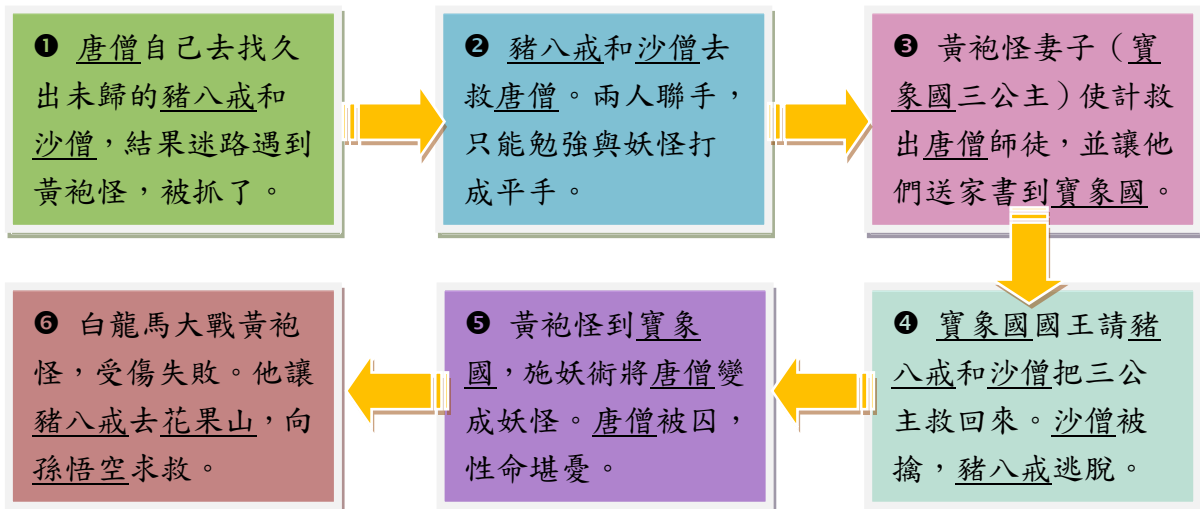 ❶ 唐僧自己去找久
出未歸的豬八戒和
沙僧，結果迷路遇到
黃袍怪，被抓了。
❷ 豬八戒和沙僧去
救唐僧。兩人聯手，
只能勉強與妖怪打
成平手。
❸ 黃袍怪妻子（寶
象國三公主）使計救
出唐僧師徒，並讓他
們送家書到寶象國。
❹ 寶象國國王請豬
八戒和沙僧把三公
主救回來。沙僧被
擒，豬八戒逃脫。
❺ 黃袍怪到寶象
國，施妖術將唐僧變
成妖怪。唐僧被囚，
性命堪憂。
❻ 白龍馬大戰黃袍
怪，受傷失敗。他讓
豬八戒去花果山，向
孫悟空求救。